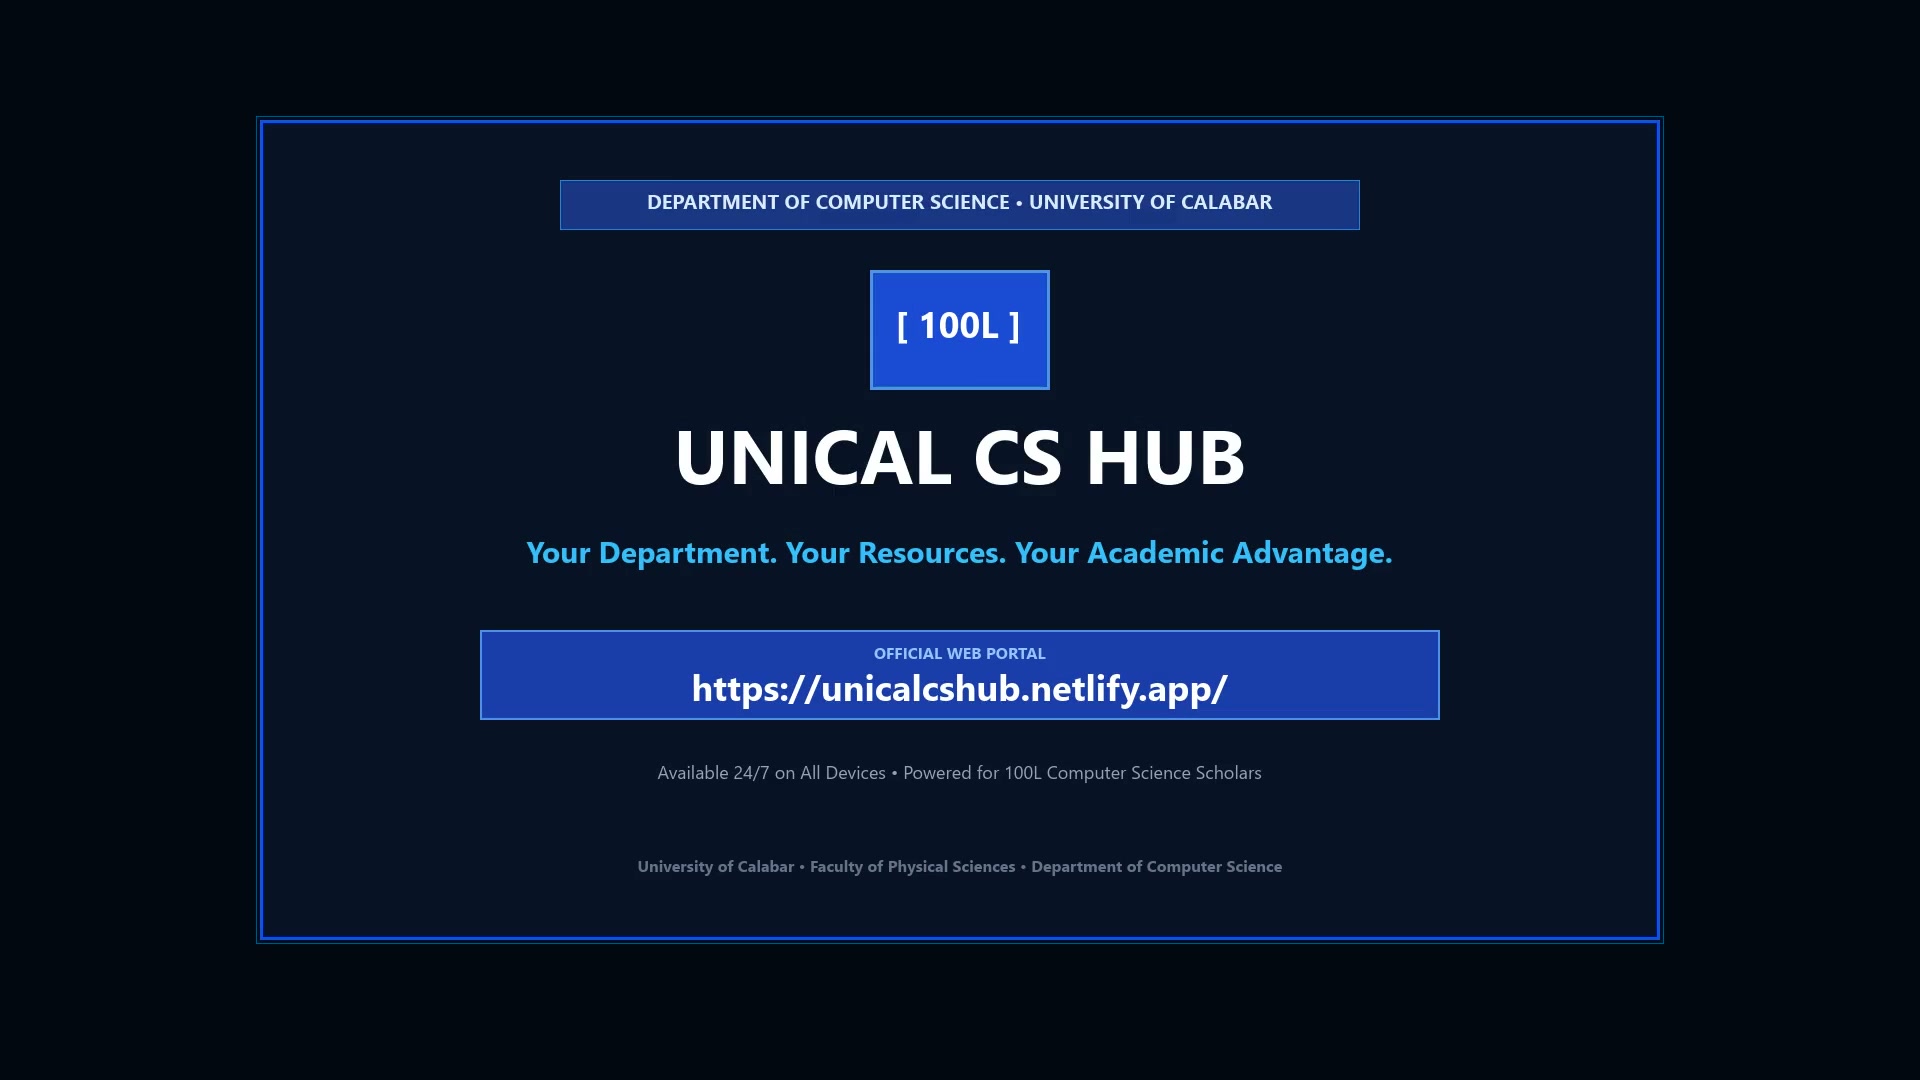 DEPARTMENT OF COMPUTER SCIENCE • UNIVERSITY OF CALABAR
[ 100L ]
UNICAL CS HUB
Your Department. Your Resources. Your Academic Advantage.
OFFICIAL WEB PORTAL
https://unicalcshub.netlify.app/
Available 24/7 on All Devices • Powered for 100L Computer Science Scholars
University of Calabar • Faculty of Physical Sciences • Department of Computer Science